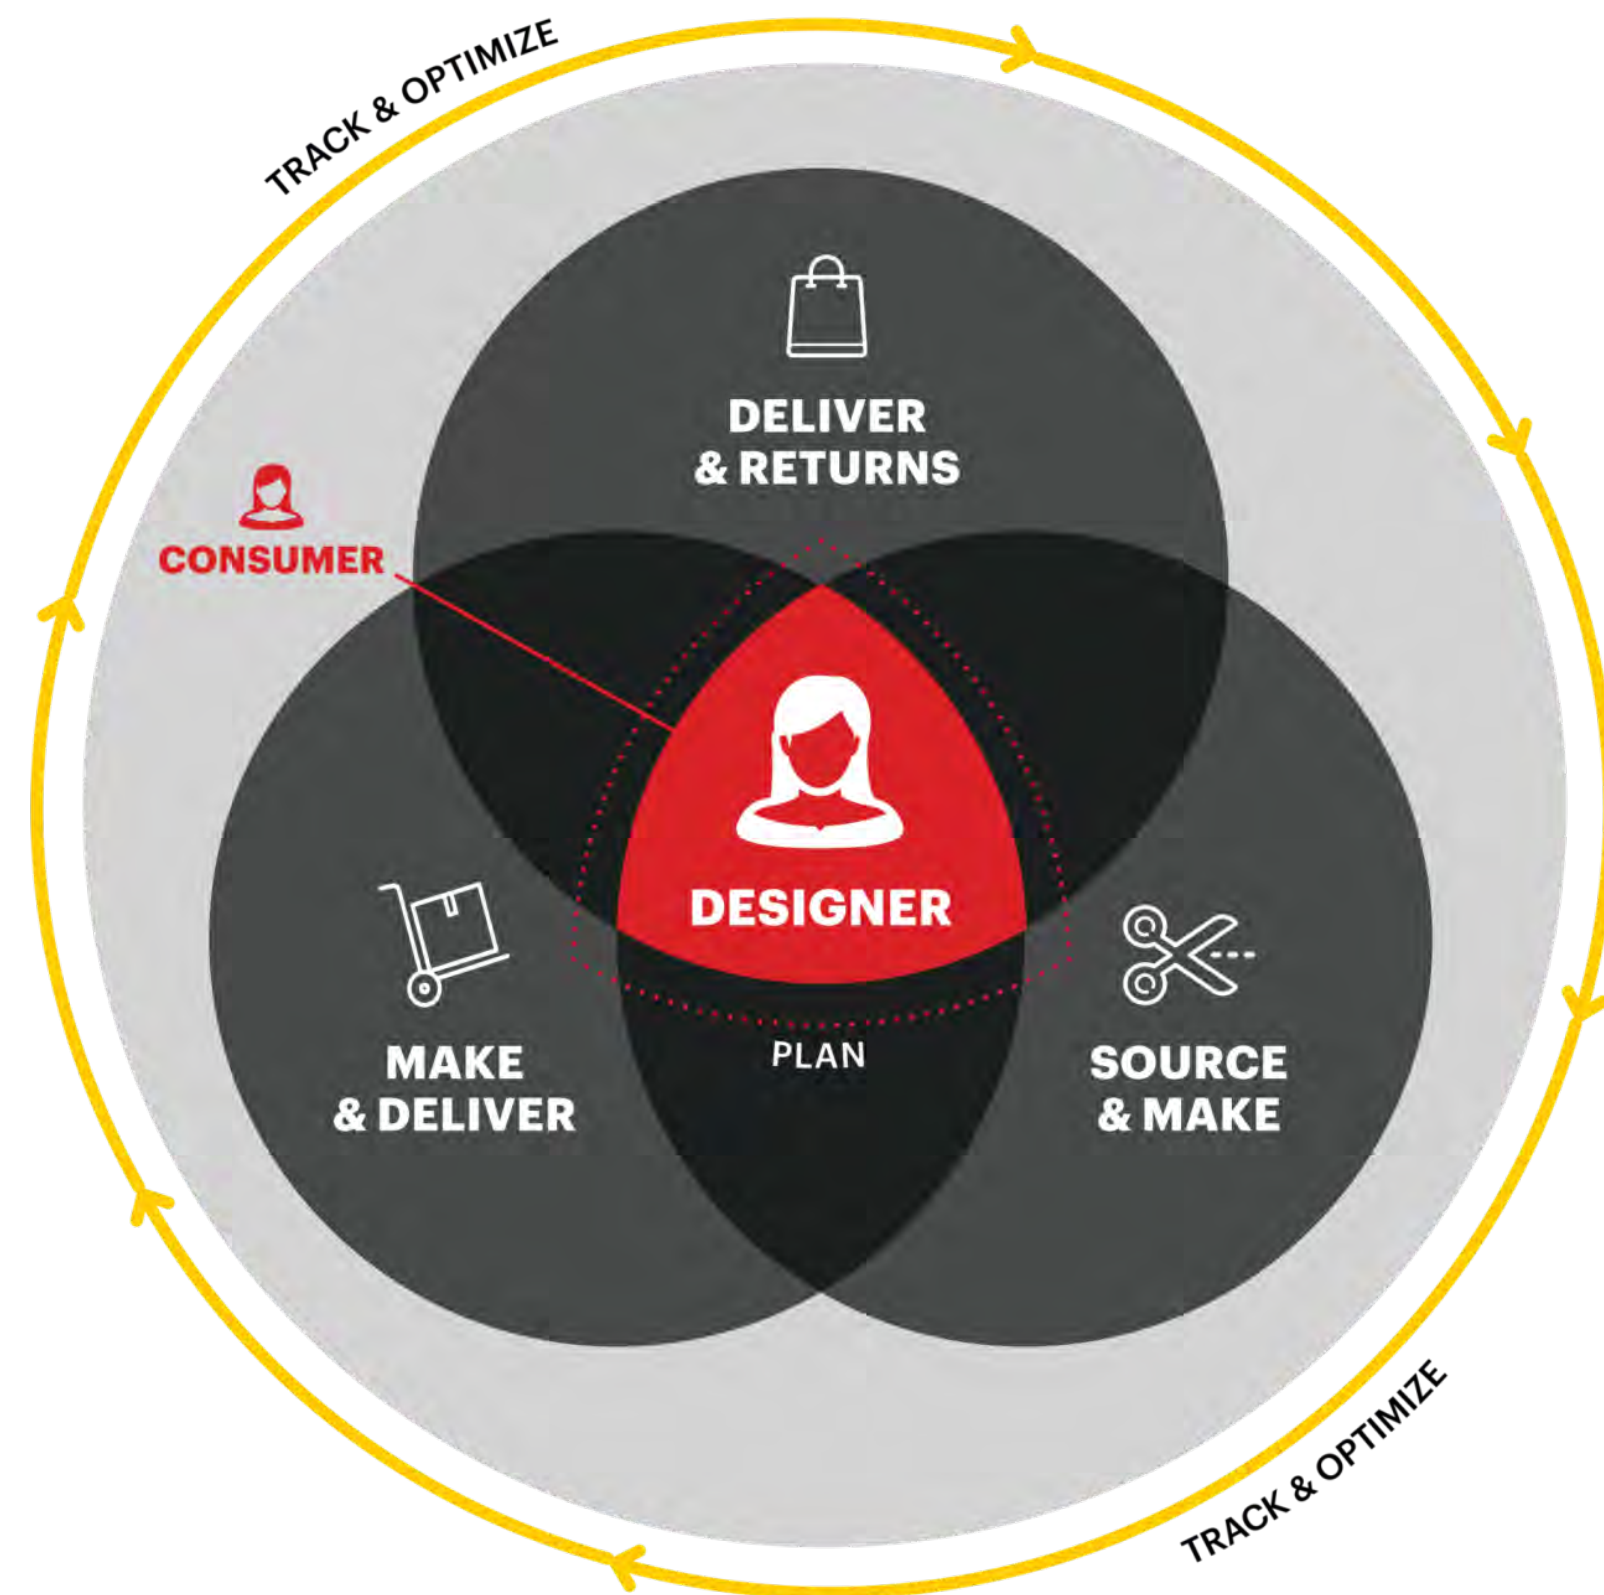 TRACK & OPTIMIZE
DELIVER
& RETURNS
CONSUMER
DESIGNER
PLAN
MAKE
& DELIVER
SOURCE
& MAKE
TRACK & OPTIMIZE